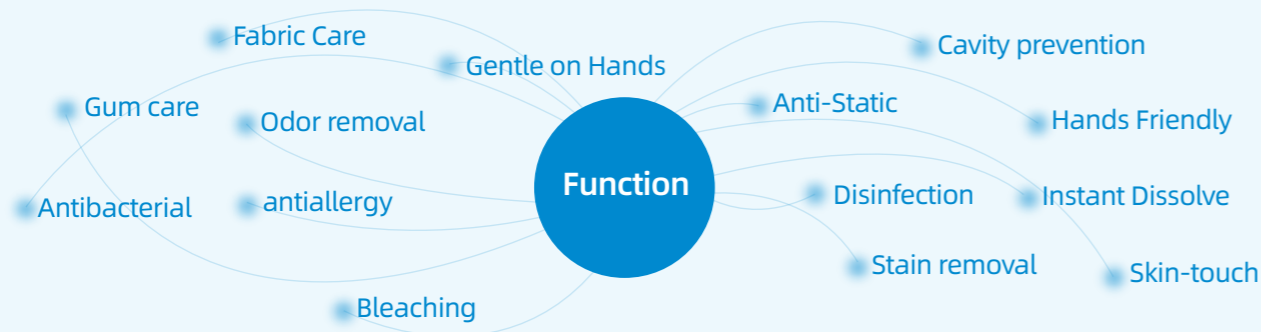 Fabric Care
Cavity prevention
Gentle on Hands
Gum care
Anti-Static
Odor removal
Hands Friendly
Function
Antibacterial
antiallergy
Disinfection
Instant Dissolve
Stain removal
Skin-touch
Bleaching